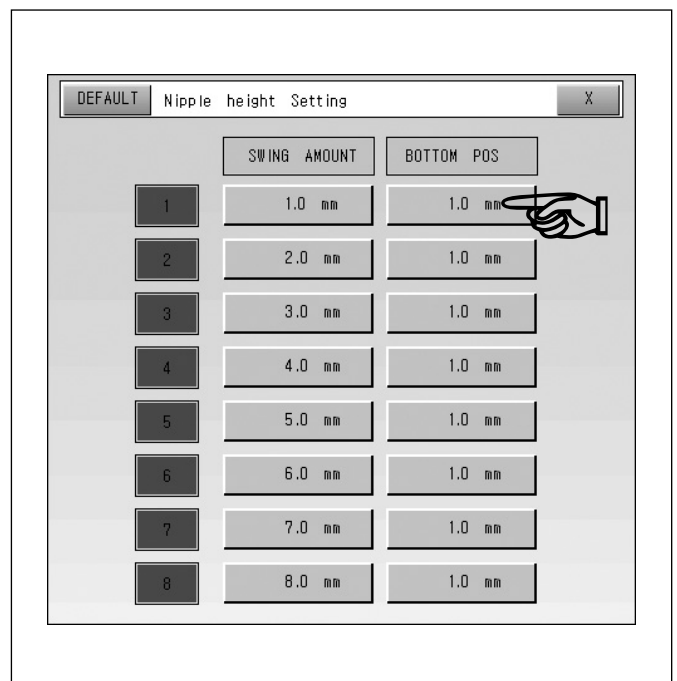 DEFAULT Nipple height Setting X
SWING AMOUNT BOTTOM POS
1 1.0 mm 1.0 mm
2 2.0 mm 1.0 mm
3 3.0 mm 1.0 mm
4 4.0 mm 1.0 mm
5 5.0 mm 1.0 mm
6 6.0 mm 1.0 mm
7 7.0 mm 1.0 mm
8 8.0 mm 1.0 mm